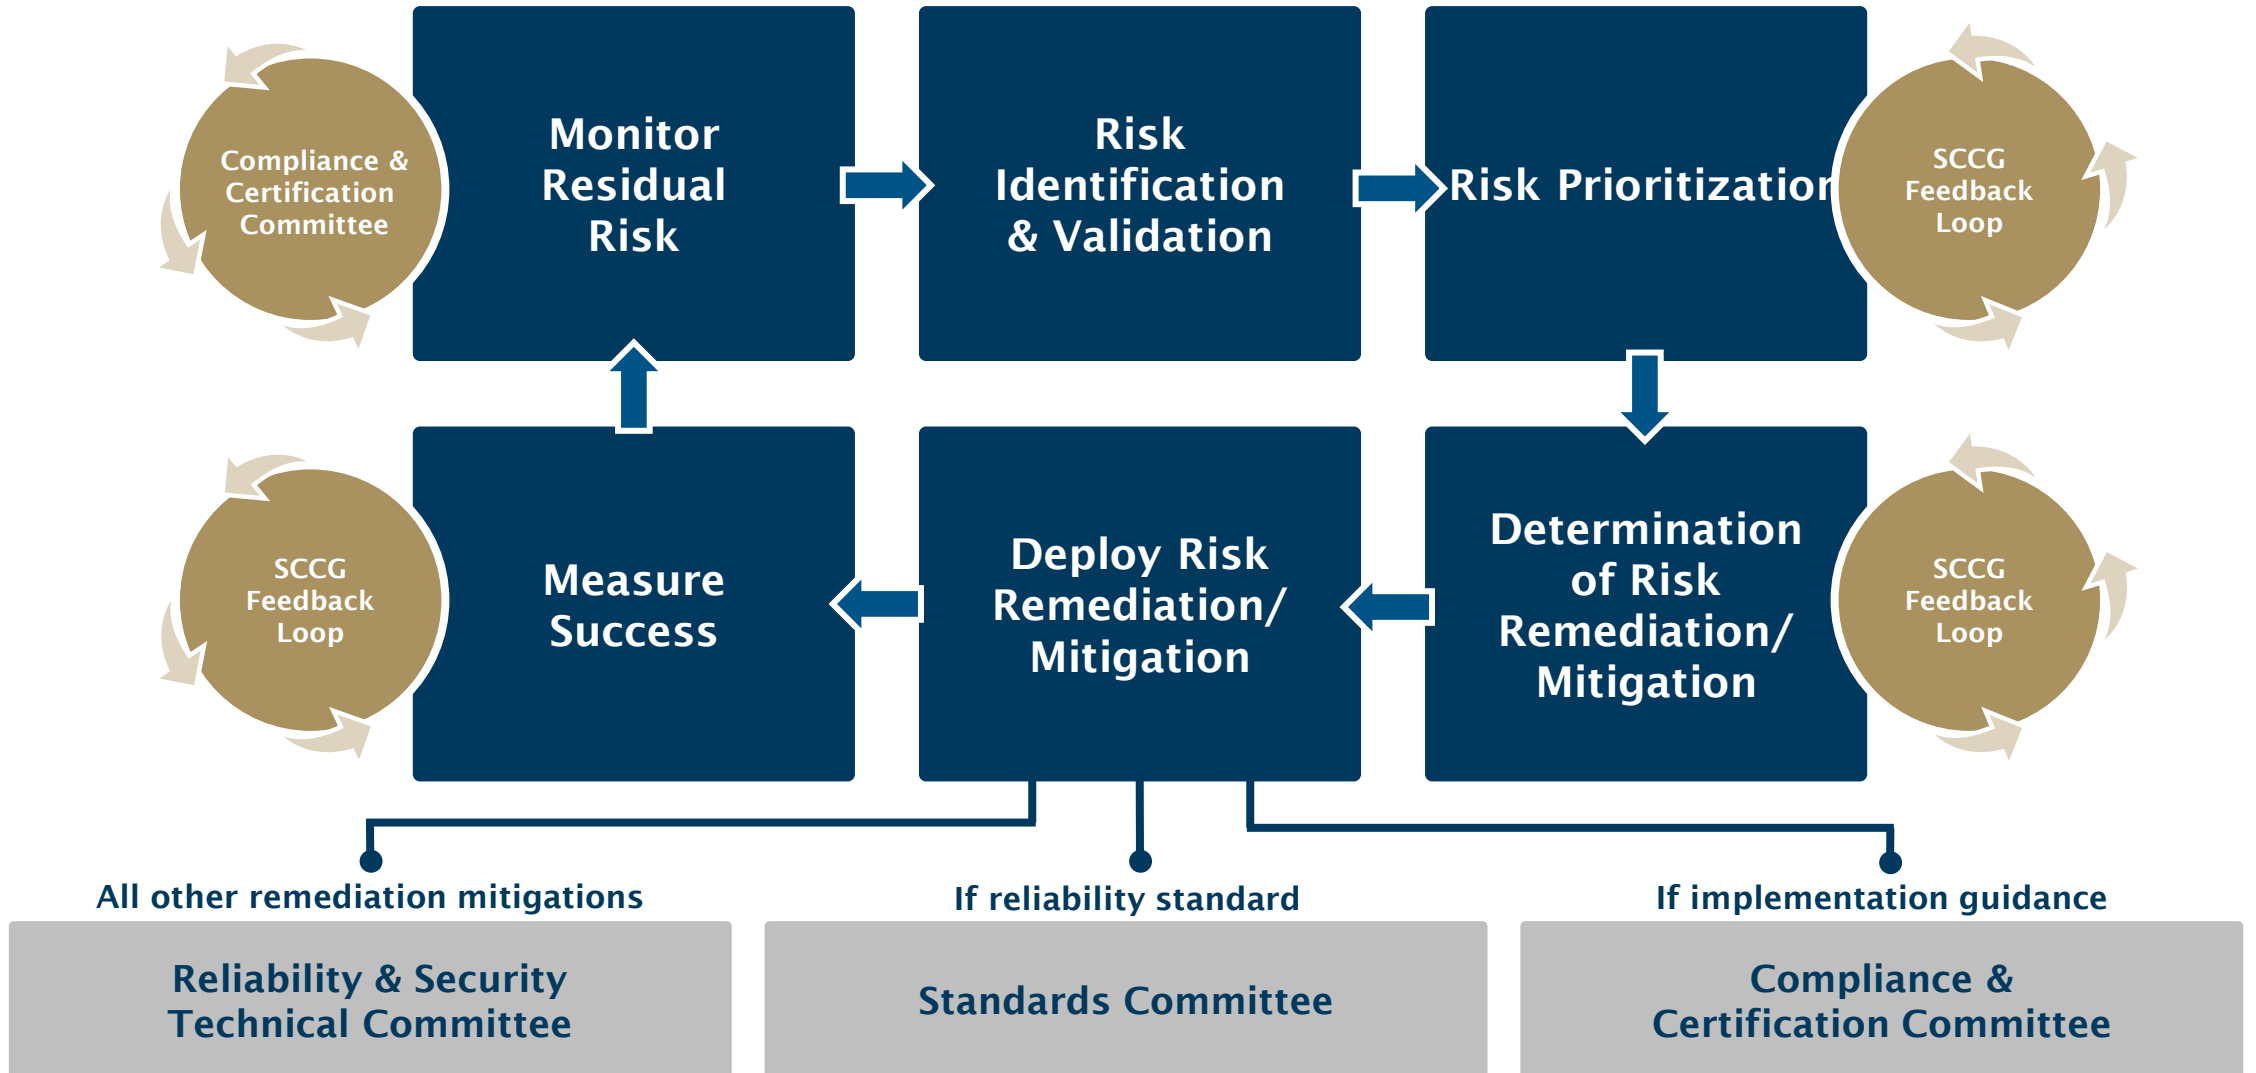 Compliance &
Certification
Committee
Monitor
Residual
Risk
Risk
Identification
& Validation
Risk Prioritization
SCCG
Feedback
Loop
SCCG
Feedback
Loop
Measure
Success
Deploy Risk
Remediation/
Mitigation
Determination
of Risk
Remediation/
Mitigation
SCCG
Feedback
Loop
All other remediation mitigations
If reliability standard
If implementation guidance
Reliability & Security
Technical Committee
Standards Committee
Compliance &
Certification Committee